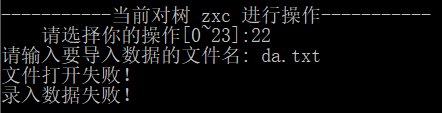 -----------当前对树 zxc 进行操作-----------
请选择你的操作[0~23]:22
请输入要导入数据的文件名: da.txt
文件打开失败!
录入数据失败!